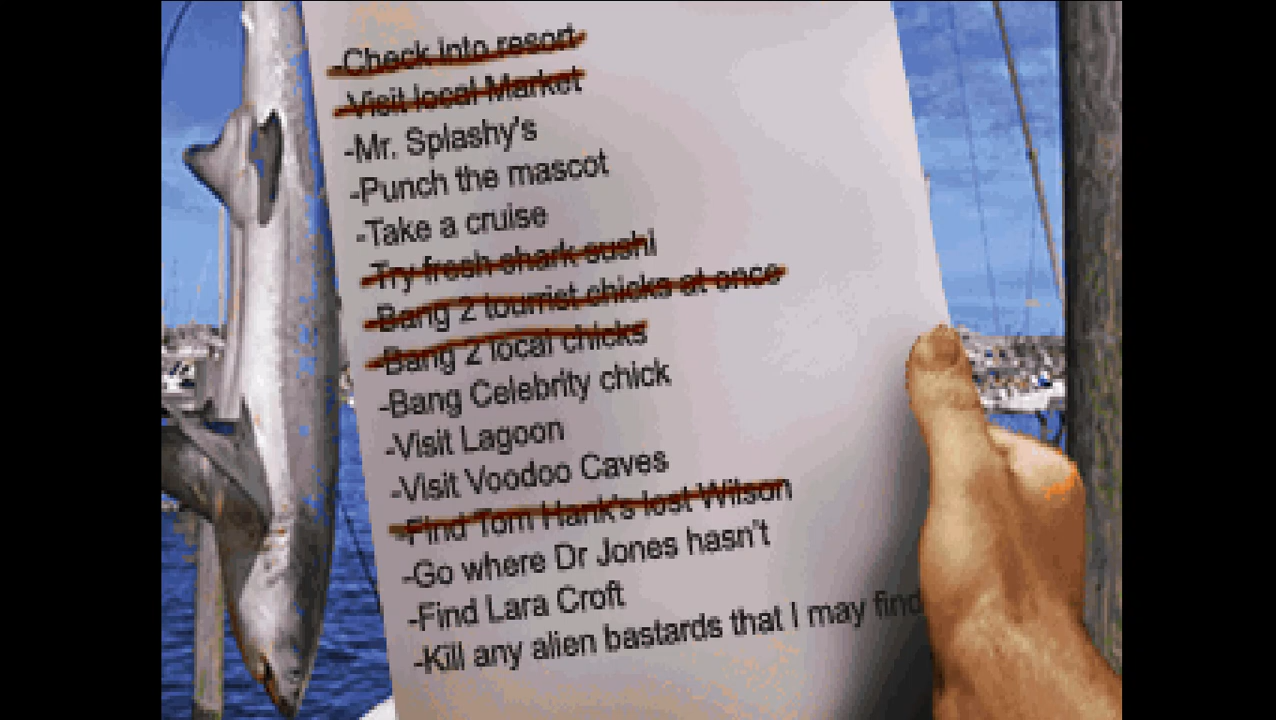 -Check into resort
-Visit local Market
-Mr. Splashy's
-Punch the mascot
-Take a cruise
-Try fresh shark sushi
-Bang 2 tourrist chicks at once
-Bang 2 local chicks
-Bang Celebrity chick
-Visit Lagoon
-Visit Voodoo Caves
-Find Tom Hank's lost Wilson
-Go where Dr Jones hasn't
-Find Lara Croft
-Kill any alien bastards that I may find